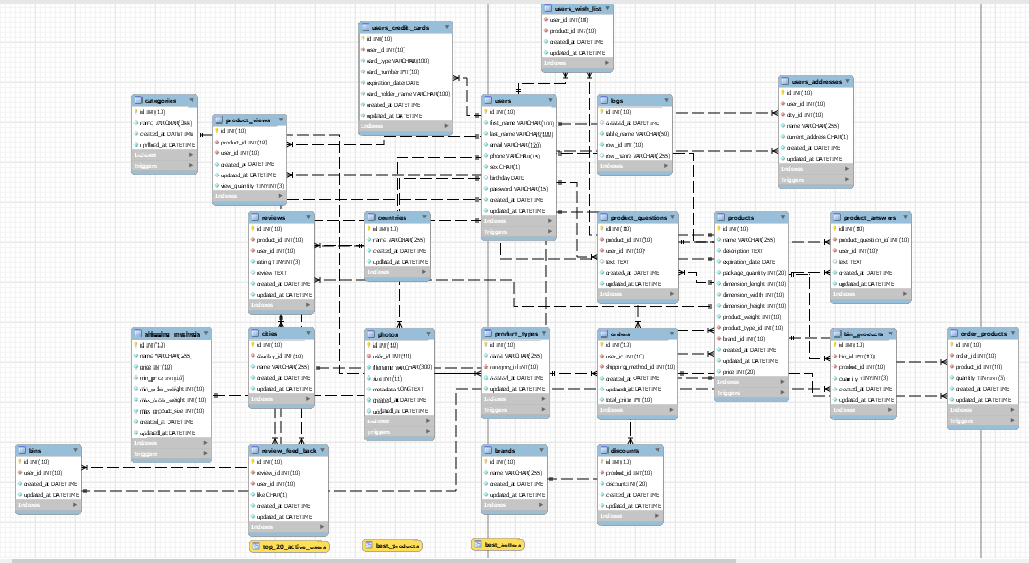 users_wish_list
user_id INT(10)
product_id INT(10)
created_at DATETIME
updated_at DATETIME
Indexes
users_credit_cards
id INT(10)
user_id INT(10)
card_type VARCHAR(100)
card_number INT(10)
expiration_date DATE
card_holder_name VARCHAR(100)
created_at DATETIME
updated_at DATETIME
Indexes
users_addresses
id INT(10)
user_id INT(10)
city_id INT(10)
name VARCHAR(255)
current_address CHAR(1)
created_at DATETIME
updated_at DATETIME
Indexes
Triggers
categories
id INT(10)
name VARCHAR(255)
created_at DATETIME
updated_at DATETIME
Indexes
Triggers
product_views
id INT(10)
product_id INT(10)
user_id INT(10)
created_at DATETIME
updated_at DATETIME
view_quantity TINYINT(3)
Indexes
users
id INT(10)
first_name VARCHAR(100)
last_name VARCHAR(100)
email VARCHAR(120)
phone VARCHAR(15)
sex CHAR(1)
birthday DATE
password VARCHAR(15)
created_at DATETIME
updated_at DATETIME
Indexes
Triggers
logs
id INT(10)
created_at DATETIME
table_name VARCHAR(50)
row_id INT(10)
row_name VARCHAR(255)
Indexes
reviews
id INT(10)
product_id INT(10)
user_id INT(10)
rating TINYINT(3)
review TEXT
created_at DATETIME
updated_at DATETIME
Indexes
countries
id INT(10)
name VARCHAR(255)
created_at DATETIME
updated_at DATETIME
Indexes
product_questions
id INT(10)
product_id INT(10)
user_id INT(10)
text TEXT
created_at DATETIME
updated_at DATETIME
Indexes
products
id INT(10)
name VARCHAR(255)
description TEXT
expiration_date DATE
package_quantity INT(20)
dimension_lenght INT(10)
dimension_width INT(10)
dimension_height INT(10)
product_weight INT(10)
product_type_id INT(10)
brand_id INT(10)
created_at DATETIME
updated_at DATETIME
price INT(20)
Indexes
Triggers
product_answers
id INT(10)
product_question_id INT(10)
user_id INT(10)
text TEXT
created_at DATETIME
updated_at DATETIME
Indexes
shipping_methods
id INT(10)
name VARCHAR(255)
price INT(10)
updated_at DATETIME
Indexes
Triggers
cities
id INT(10)
country_id INT(10)
name VARCHAR(255)
created_at DATETIME
updated_at DATETIME
Indexes
Triggers
photos
id INT(10)
user_id INT(10)
filename VARCHAR(300)
size INT(11)
metadata LONGTEXT
created_at DATETIME
updated_at DATETIME
Indexes
Triggers
product_types
id INT(10)
name VARCHAR(255)
category_id INT(10)
created_at DATETIME
updated_at DATETIME
Indexes
Triggers
orders
id INT(10)
user_id INT(10)
shipping_method_id INT(10)
created_at DATETIME
updated_at DATETIME
total_price INT(10)
Indexes
bin_products
id INT(10)
bin_id INT(10)
product_id INT(10)
quantity TINYINT(3)
created_at DATETIME
updated_at DATETIME
Indexes
order_products
id INT(10)
order_id INT(10)
product_id INT(10)
quantity TINYINT(3)
created_at DATETIME
updated_at DATETIME
Indexes
Triggers
bins
id INT(10)
user_id INT(10)
created_at DATETIME
updated_at DATETIME
Indexes
review_feed_back
id INT(10)
review_id INT(10)
user_id INT(10)
like CHAR(1)
created_at DATETIME
updated_at DATETIME
Indexes
brands
id INT(10)
name VARCHAR(255)
created_at DATETIME
updated_at DATETIME
Indexes
discounts
id INT(10)
product_id INT(10)
discount INT(20)
created_at DATETIME
updated_at DATETIME
Indexes
top_20_active_users
best_products
best_sellers